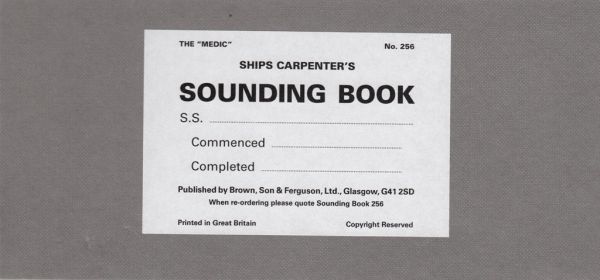 THE "MEDIC" No. 256
SHIPS CARPENTER'S
SOUNDING BOOK
S.S.
Commenced
Completed
Published by Brown, Son & Ferguson, Ltd., Glasgow, G41 2SD
When re-ordering please quote Sounding Book 256
Printed in Great Britain Copyright Reserved